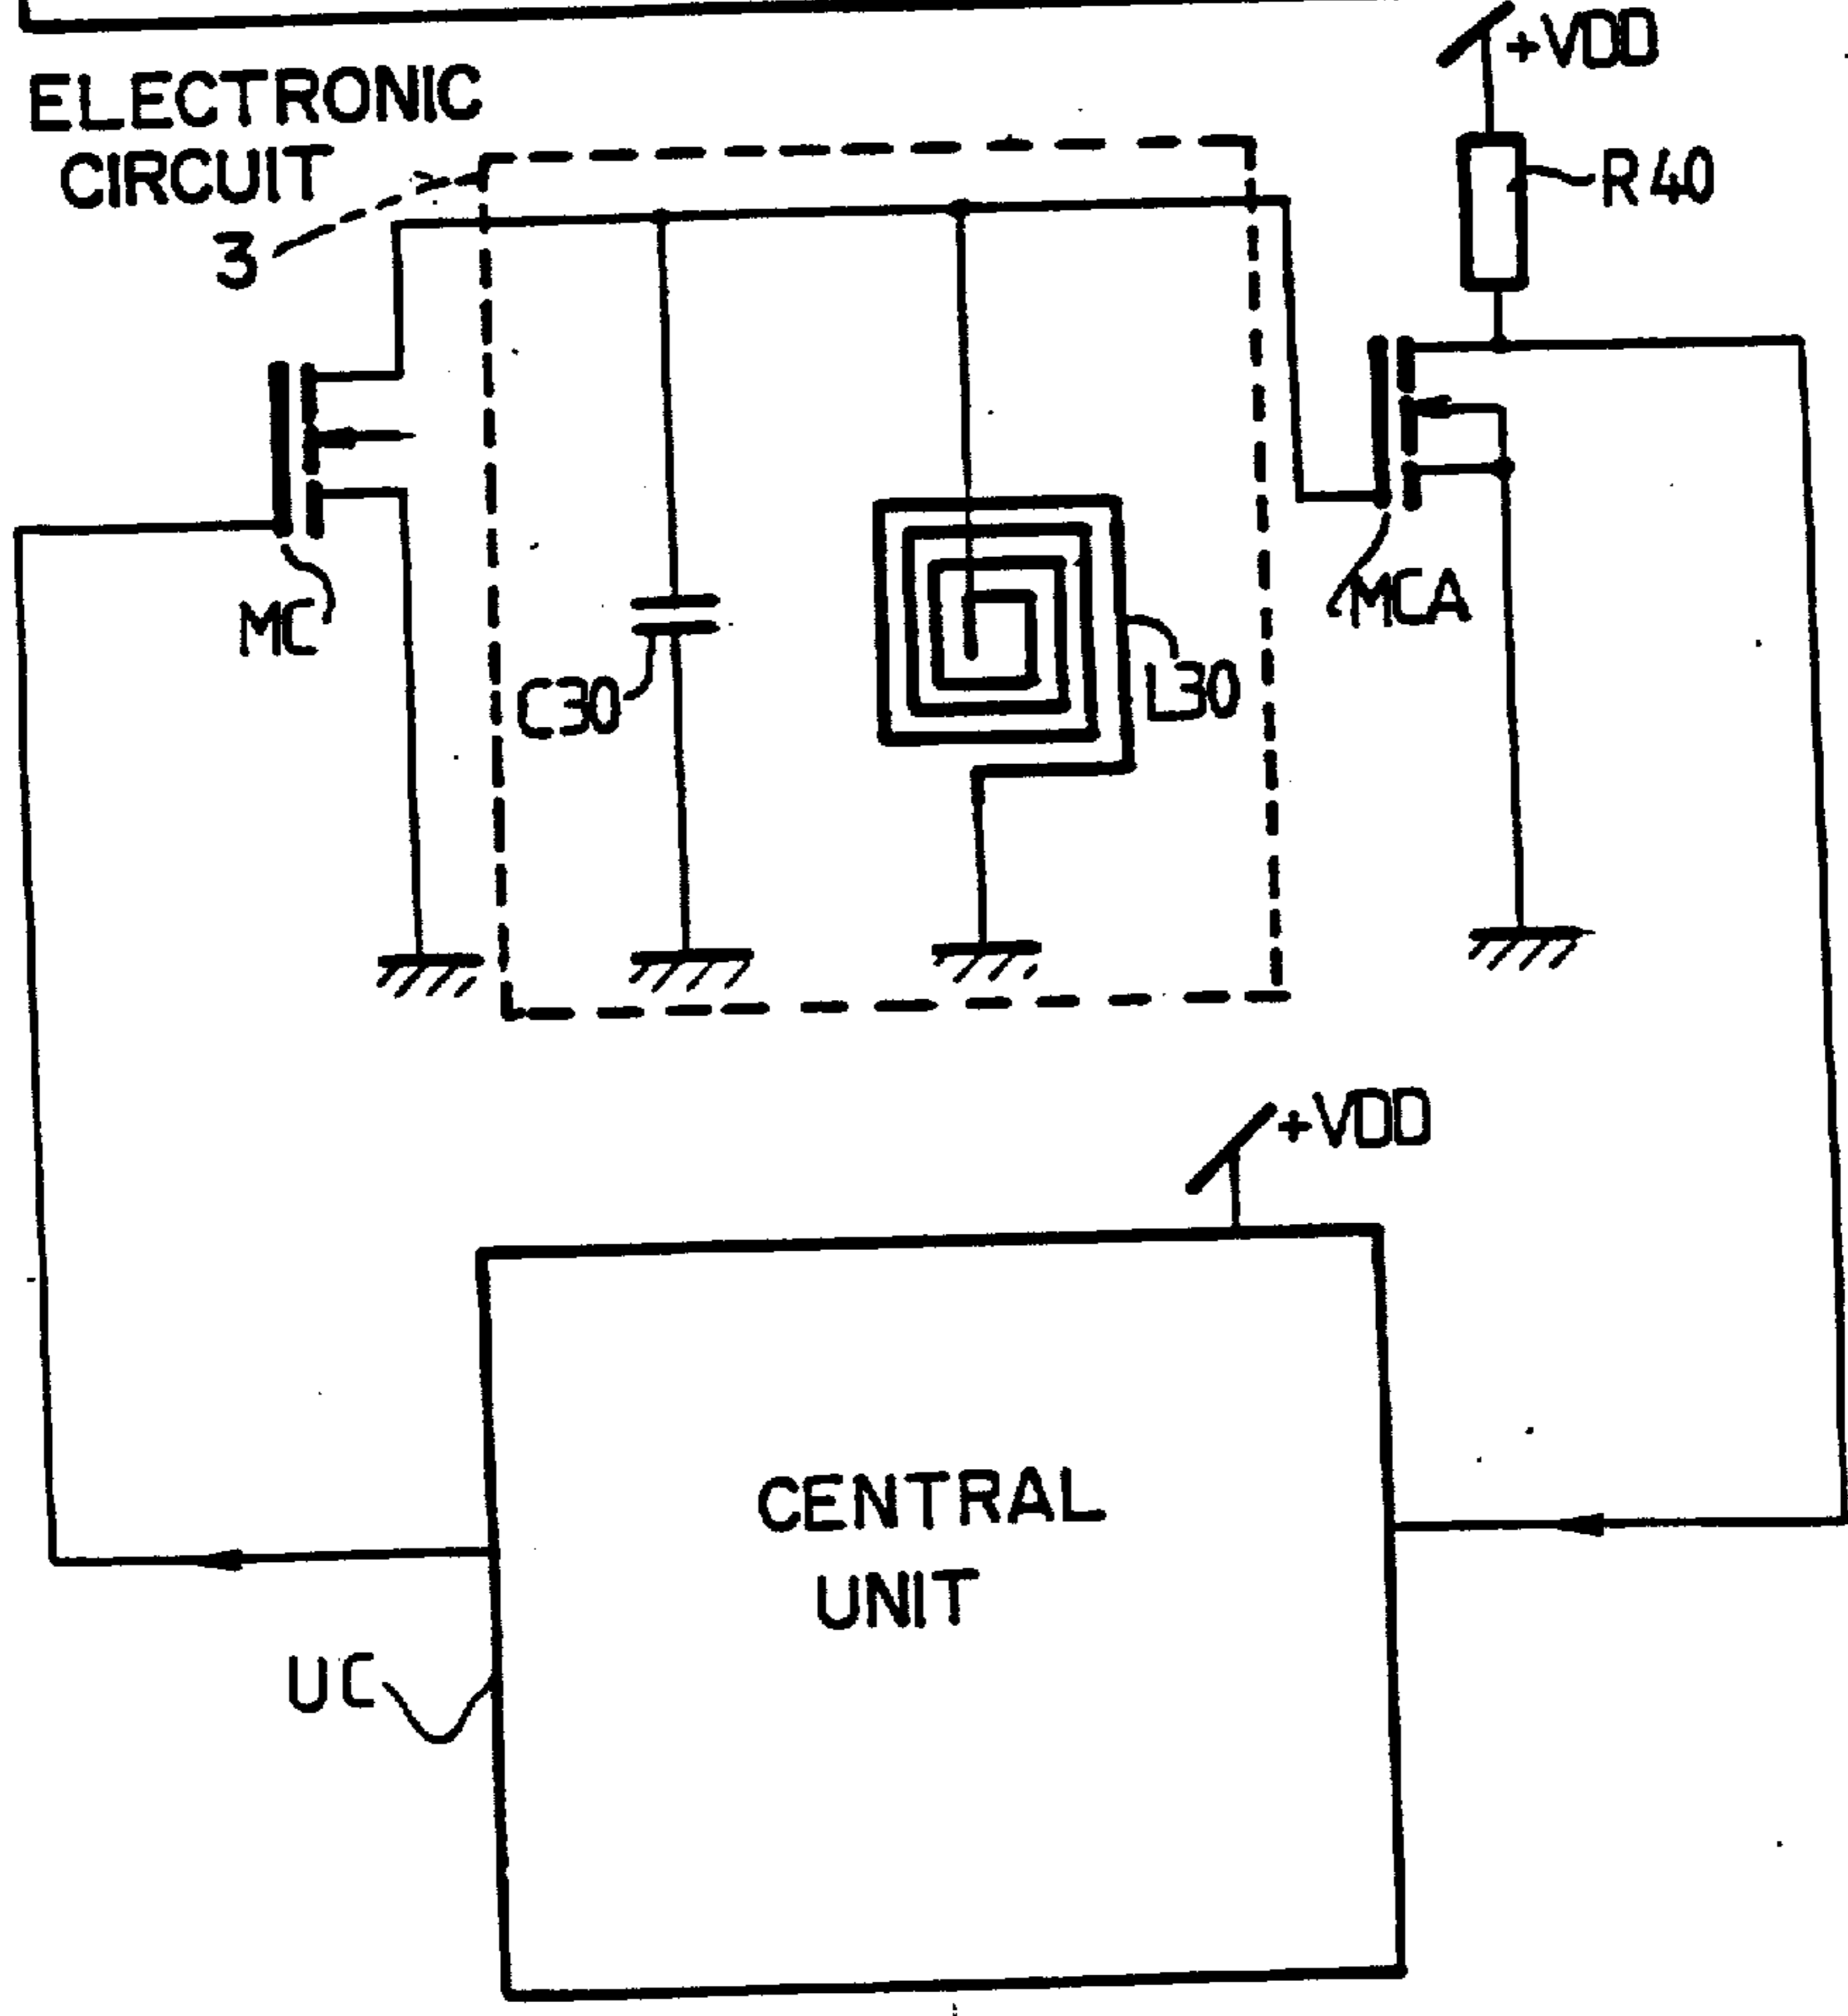 +VDD
ELECTRONIC
CIRCUIT
R40
3
MC
MCA
C30
L30
+VDD
CENTRAL
UNIT
UC